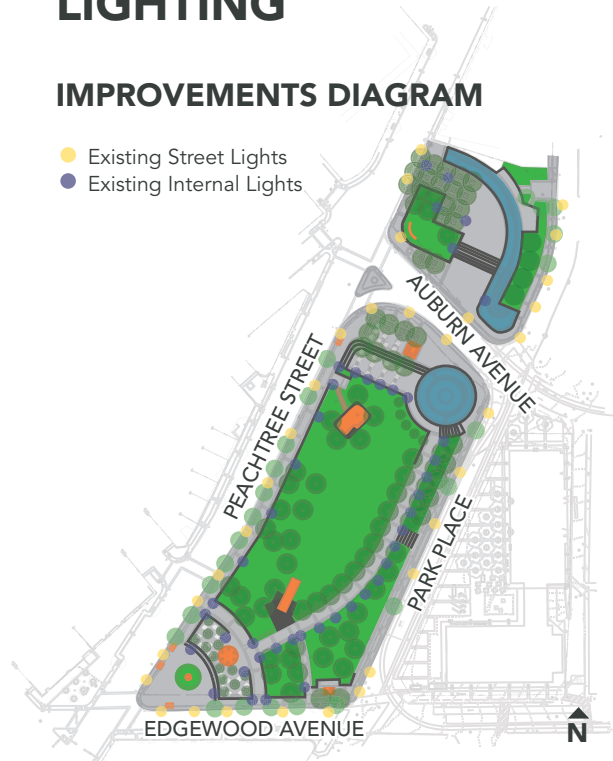 LIGHTING
IMPROVEMENTS DIAGRAM
Existing Street Lights
Existing Internal Lights
AUBURN AVENUE
PEACHTREE STREET
PARK PLACE
EDGEWOOD AVENUE
N